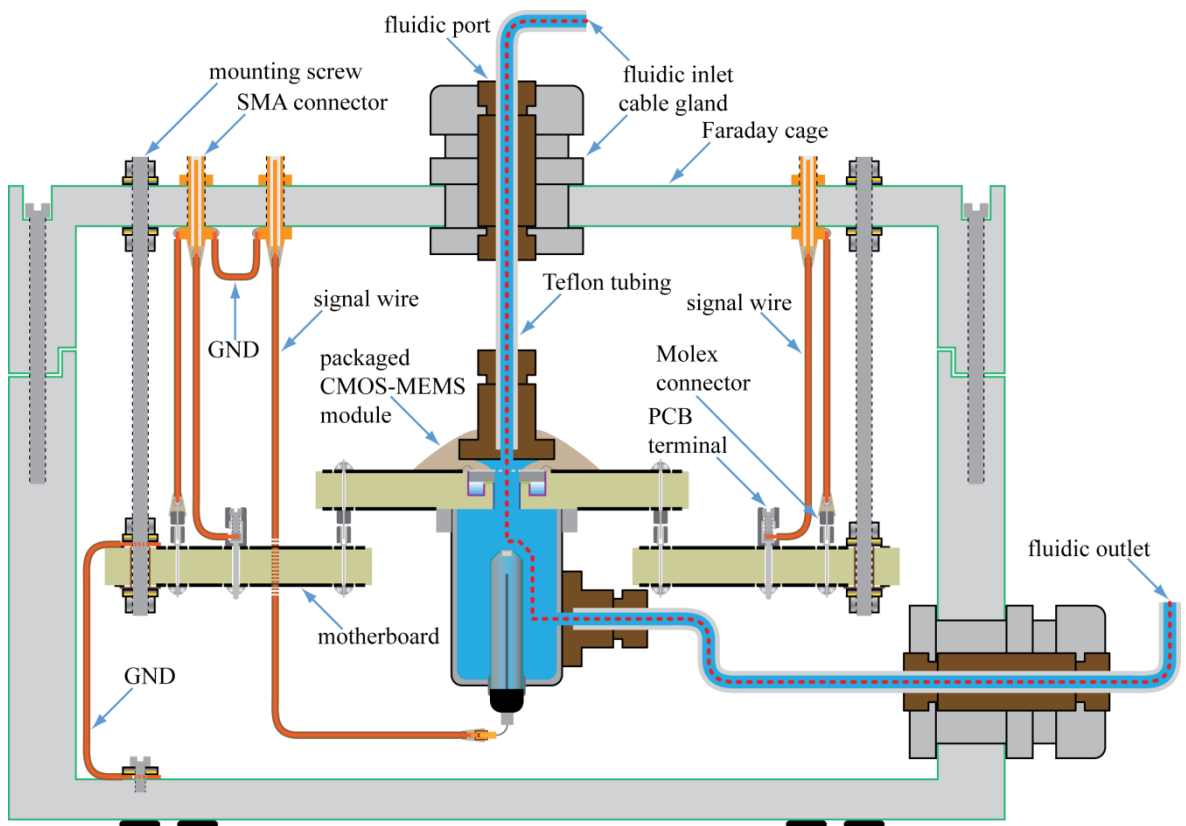 fluidic port
mounting screw
SMA connector
fluidic inlet
cable gland
Faraday cage
Teflon tubing
signal wire
GND
packaged
CMOS-MEMS
module
signal wire
Molex
connector
PCB
terminal
fluidic outlet
motherboard
GND